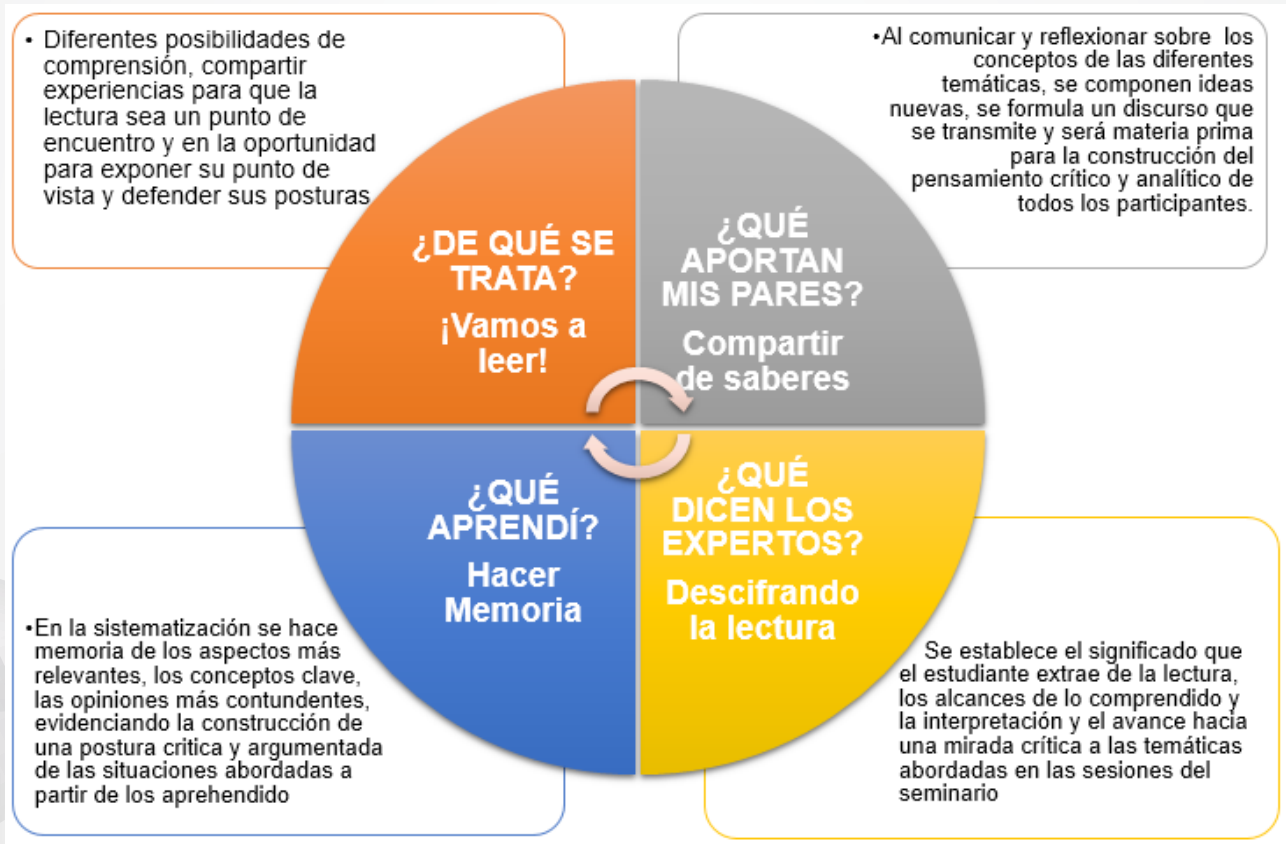 • Diferentes posibilidades de
comprensión, compartir
experiencias para que la
lectura sea un punto de
encuentro y en la oportunidad
para exponer su punto de
vista y defender sus posturas
•Al comunicar y reflexionar sobre los
conceptos de las diferentes
temáticas, se componen ideas
nuevas, se formula un discurso que
se transmite y será materia prima
para la construcción del
pensamiento crítico y analítico de
todos los participantes.
¿DE QUÉ SE
TRATA?
¡Vamos a
leer!
¿QUÉ
APORTAN
MIS PARES?
Compartir
de saberes
¿QUÉ
APRENDÍ?
Hacer
Memoria
¿QUÉ
DICEN LOS
EXPERTOS?
Descifrando
la lectura
•En la sistematización se hace
memoria de los aspectos más
relevantes, los conceptos clave,
las opiniones más contundentes,
evidenciando la construcción de
una postura critica y argumentada
de las situaciones abordadas a
partir de los aprehendido
Se establece el significado que
el estudiante extrae de la lectura,
los alcances de lo comprendido y
la interpretación y el avance hacia
una mirada crítica a las temáticas
abordadas en las sesiones del
seminario